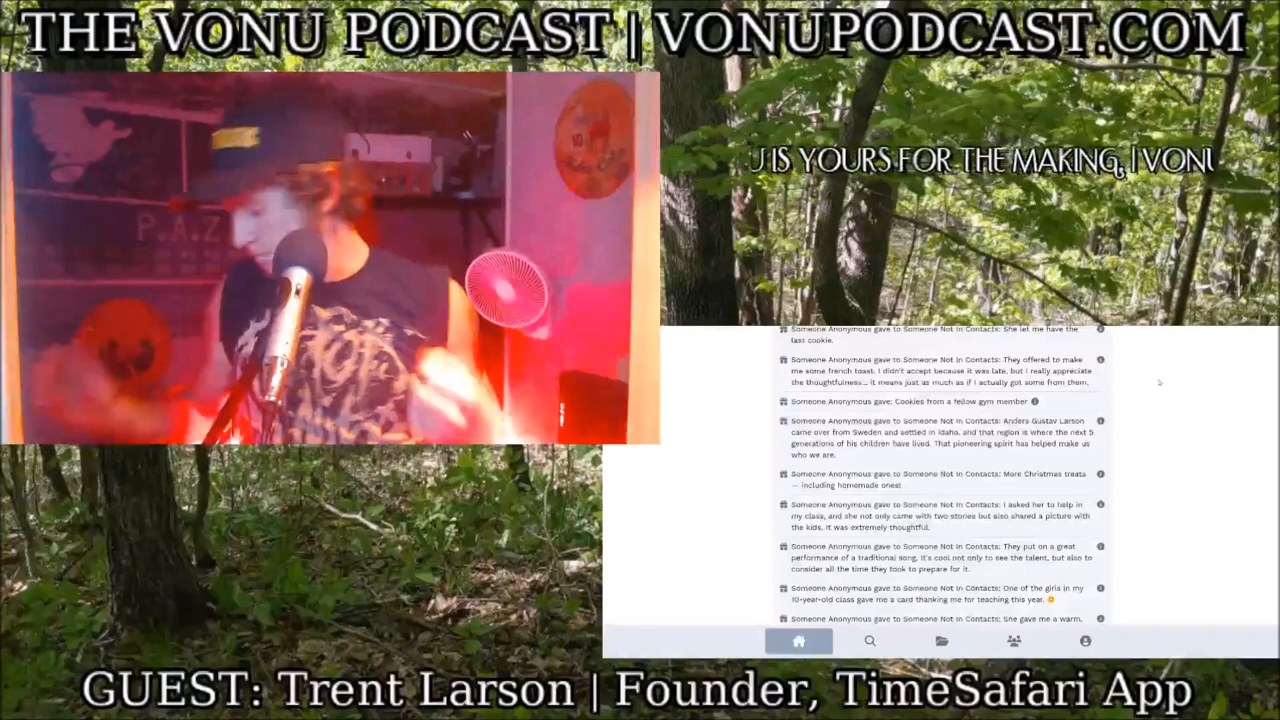 THE VONU PODCAST | VONUPODCAST.COM
P.A.Z
U IS YOURS FOR THE MAKING, I VONU
Someone Anonymous gave to Someone Not In Contacts: She let me have the
last cookie.
Someone Anonymous gave to Someone Not In Contacts: They offered to make
me some french toast. I didn't accept because it was late, but I really appreciate
the thoughtfulness... it means just as much as if I actually got some from them.
Someone Anonymous gave: Cookies from a fellow gym member
Someone Anonymous gave to Someone Not In Contacts: Anders Gustav Larson
came over from Sweden and settled in Idaho, and that region is where the next 5
generations of his children have lived. That pioneering spirit has helped make us
who we are.
Someone Anonymous gave to Someone Not In Contacts: More Christmas treats
— including homemade ones!
Someone Anonymous gave to Someone Not In Contacts: I asked her to help in
my class, and she not only came with two stories but also shared a picture with
the kids. It was extremely thoughtful.
Someone Anonymous gave to Someone Not In Contacts: They put on a great
performance of a traditional song. It's cool not only to see the talent, but also to
consider all the time they took to prepare for it.
Someone Anonymous gave to Someone Not In Contacts: One of the girls in my
10-year-old class gave me a card thanking me for teaching this year. 😊
Someone Anonymous gave to Someone Not In Contacts: She gave me a warm,
GUEST: Trent Larson | Founder, TimeSafari App